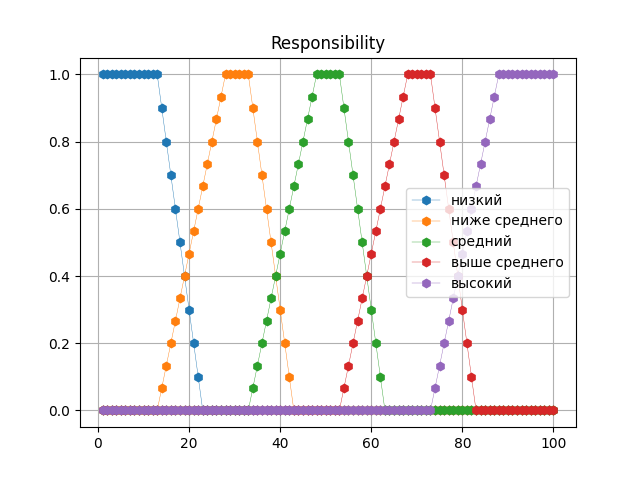 Responsibility
1.0
0.8
0.6
0.4
0.2
0.0
0
20
40
60
80
100
низкий
ниже среднего
средний
выше среднего
высокий